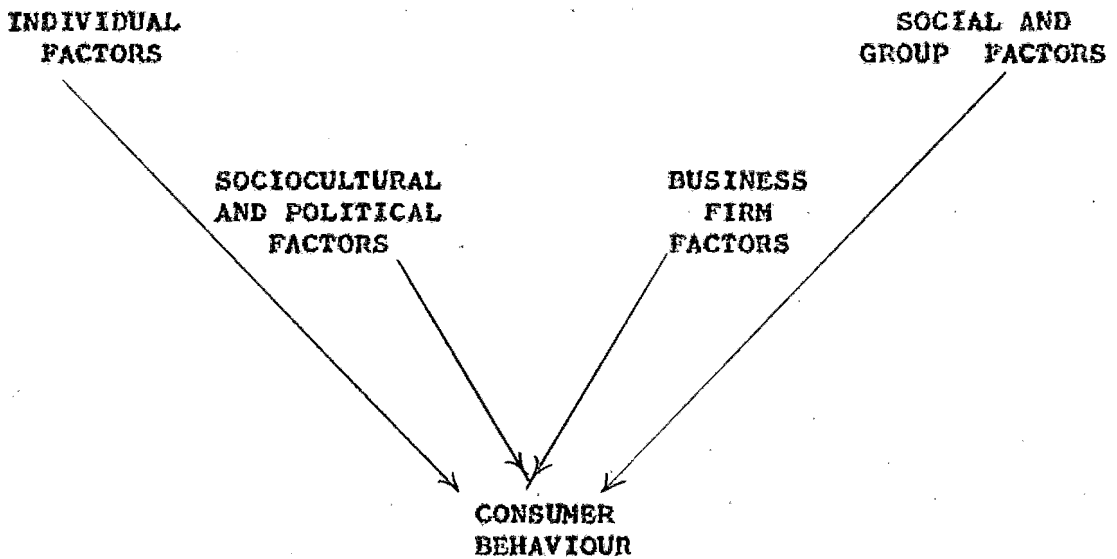 INDIVIDUAL
FACTORS
SOCIAL AND
GROUP FACTORS
SOCIOCULTURAL
AND POLITICAL
FACTORS
BUSINESS
FIRM
FACTORS
CONSUMER
BEHAVIOUR